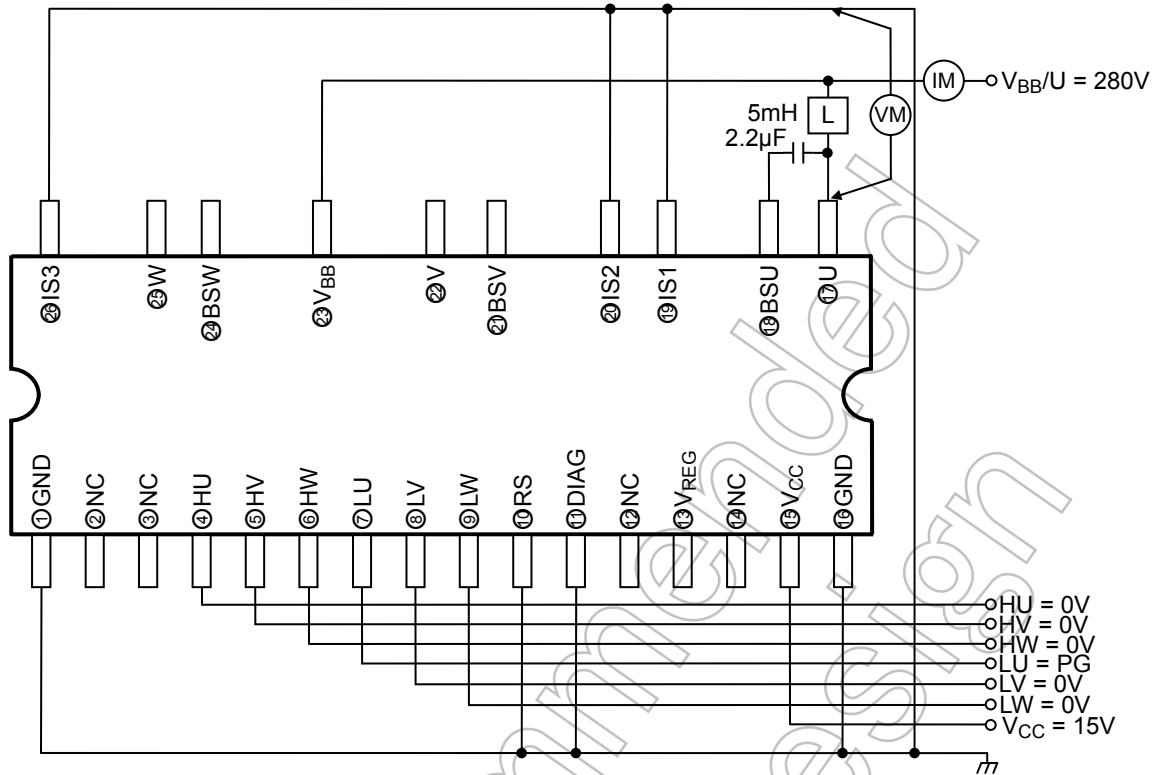 IM
V_BB/U = 280V
5mH
L
VM
2.2µF
㉖IS3
㉕W
㉔BSW
㉓V_BB
㉒V
㉑BSV
⑳IS2
⑲IS1
⑱BSU
⑰U
①GND
②NC
③NC
④HU
⑤HV
⑥HW
⑦LU
⑧LV
⑨LW
⑩RS
⑪DIAG
⑫NC
⑬V_REG
⑭NC
⑮V_CC
⑯GND
HU = 0V
HV = 0V
HW = 0V
LU = PG
LV = 0V
LW = 0V
V_CC = 15V
mmended
esign